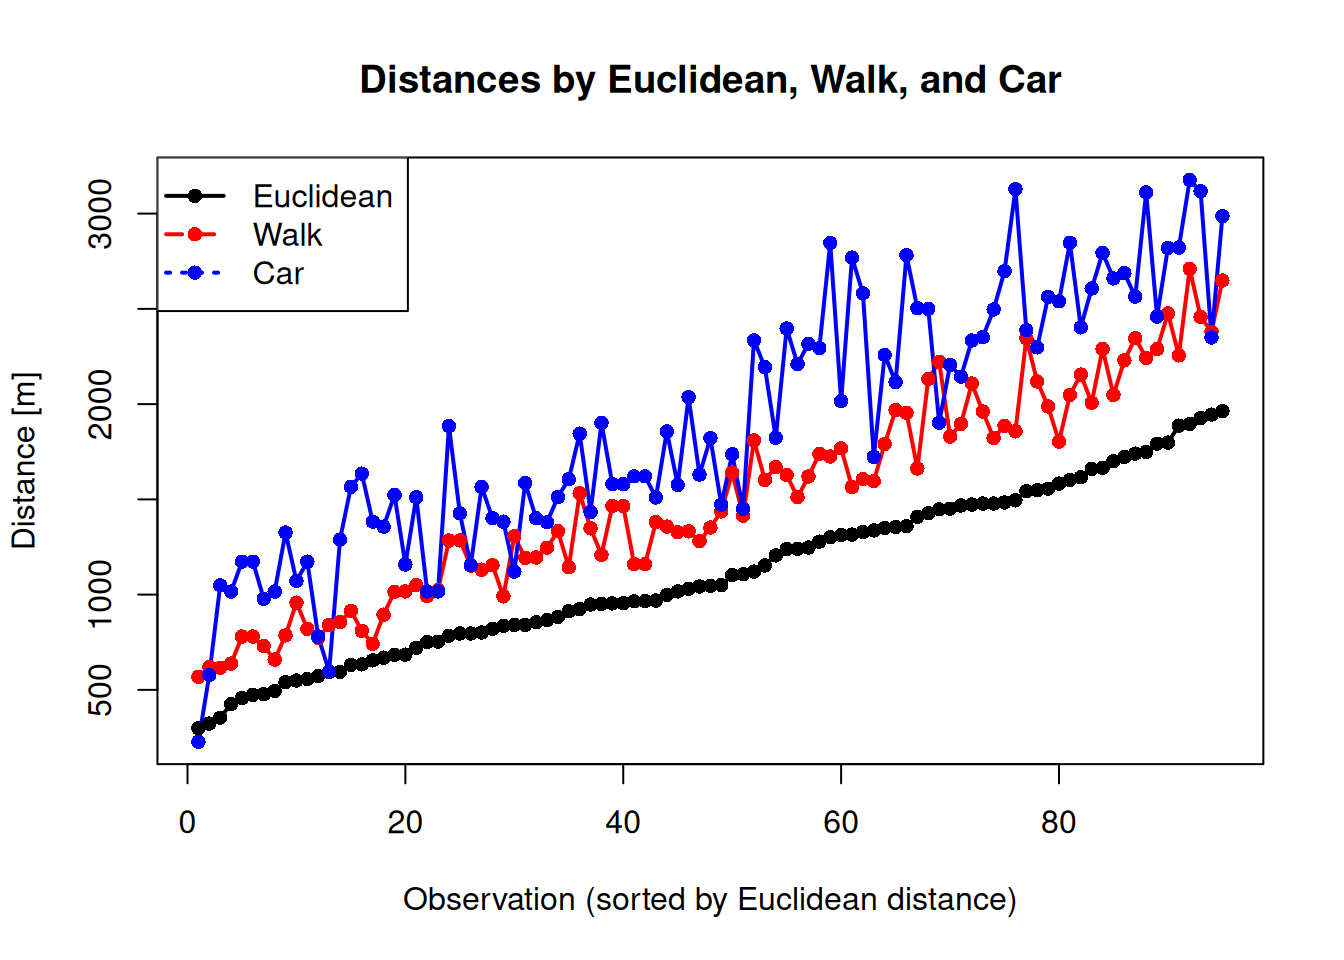 Distances by Euclidean, Walk, and Car
Euclidean
Walk
Car
3000
2000
1000
500
Distance [m]
0 20 40 60 80
Observation (sorted by Euclidean distance)